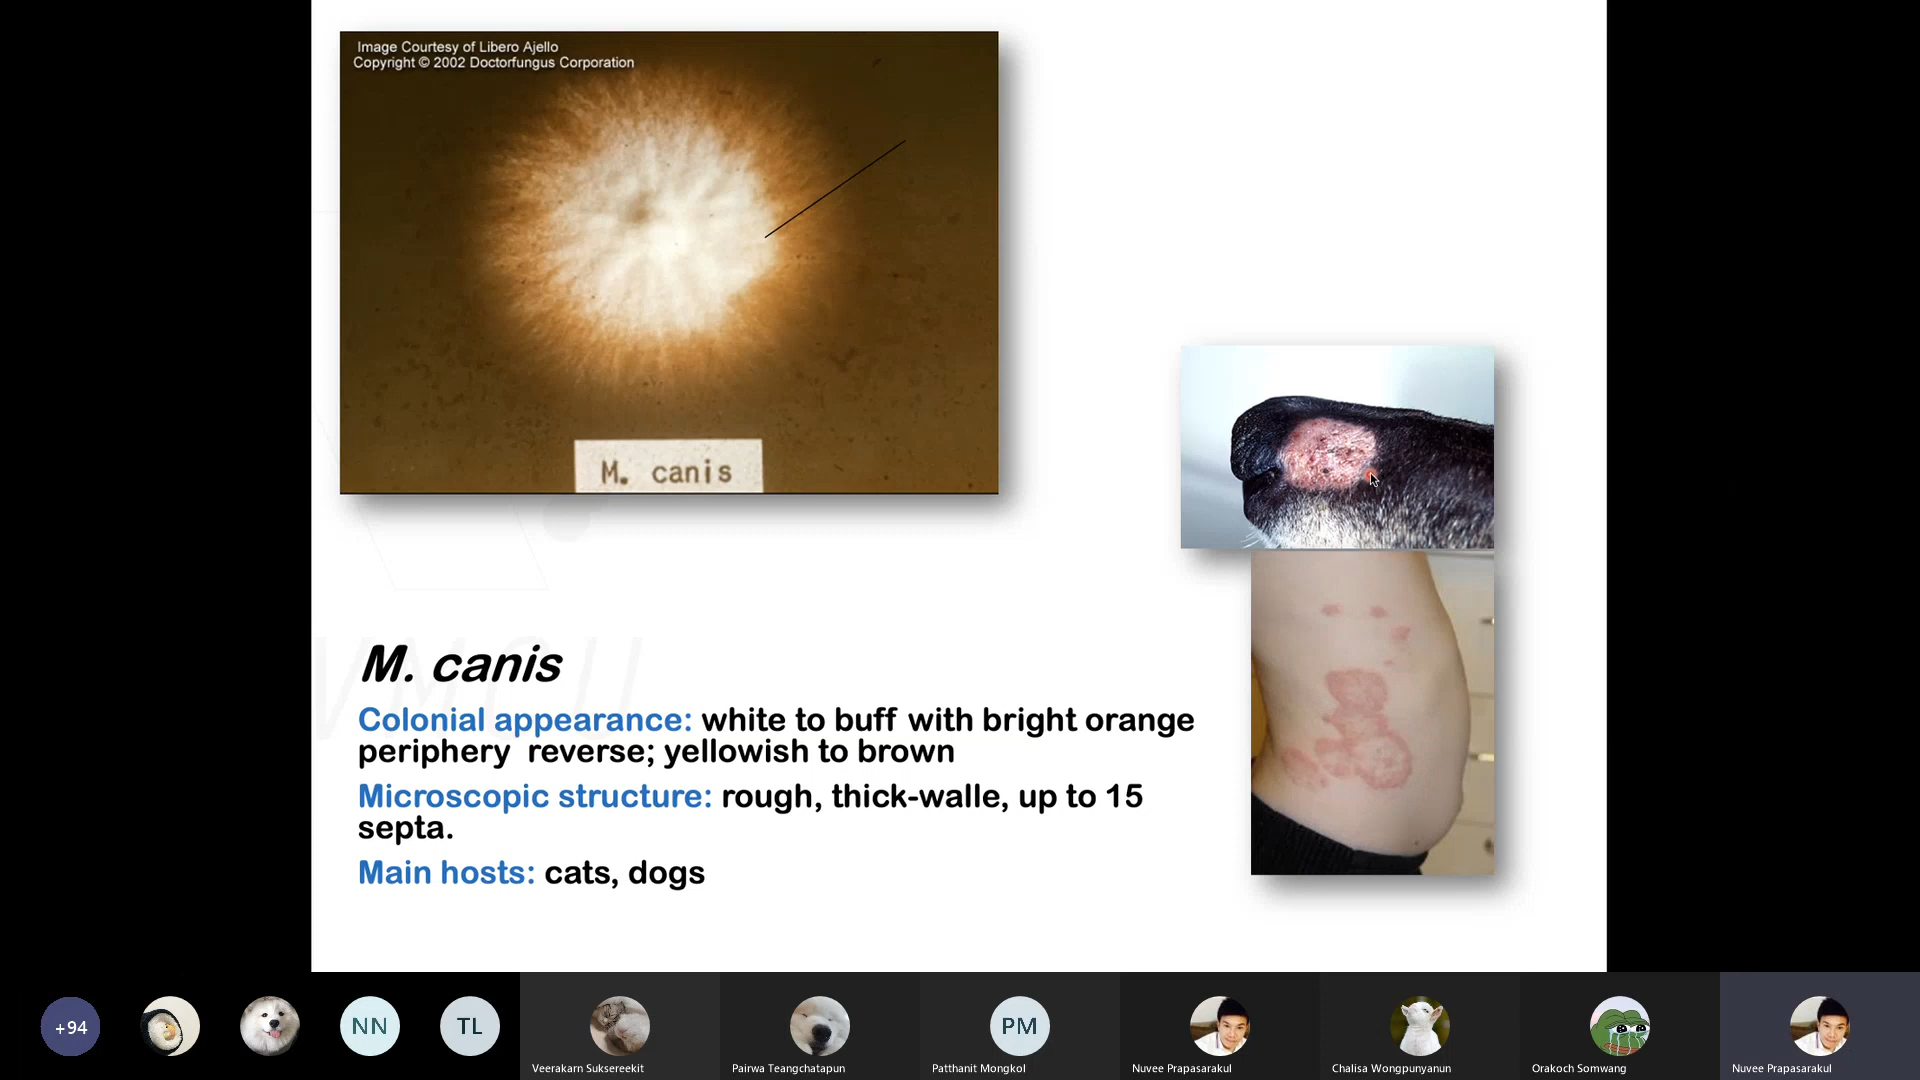 Image Courtesy of Libero Ajello
Copyright © 2002 Doctorfungus Corporation
M. canis
M. canis
Colonial appearance: white to buff with bright orange
periphery reverse; yellowish to brown
Microscopic structure: rough, thick-walle, up to 15
septa.
Main hosts: cats, dogs
VMCU
+94
NN
TL
Veerakarn Suksereekit
Pairwa Teangchatapun
PM
Patthanit Mongkol
Nuvee Prapasarakul
Chalisa Wongpunyanun
Orakoch Somwang
Nuvee Prapasarakul